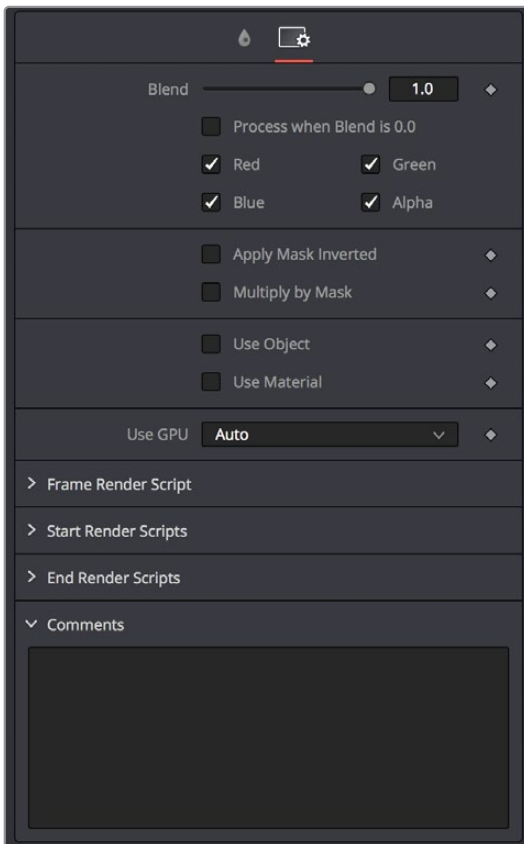 Blend 1.0
Process when Blend is 0.0
Red Green
Blue Alpha
Apply Mask Inverted
Multiply by Mask
Use Object
Use Material
Use GPU Auto
Frame Render Script
Start Render Scripts
End Render Scripts
Comments